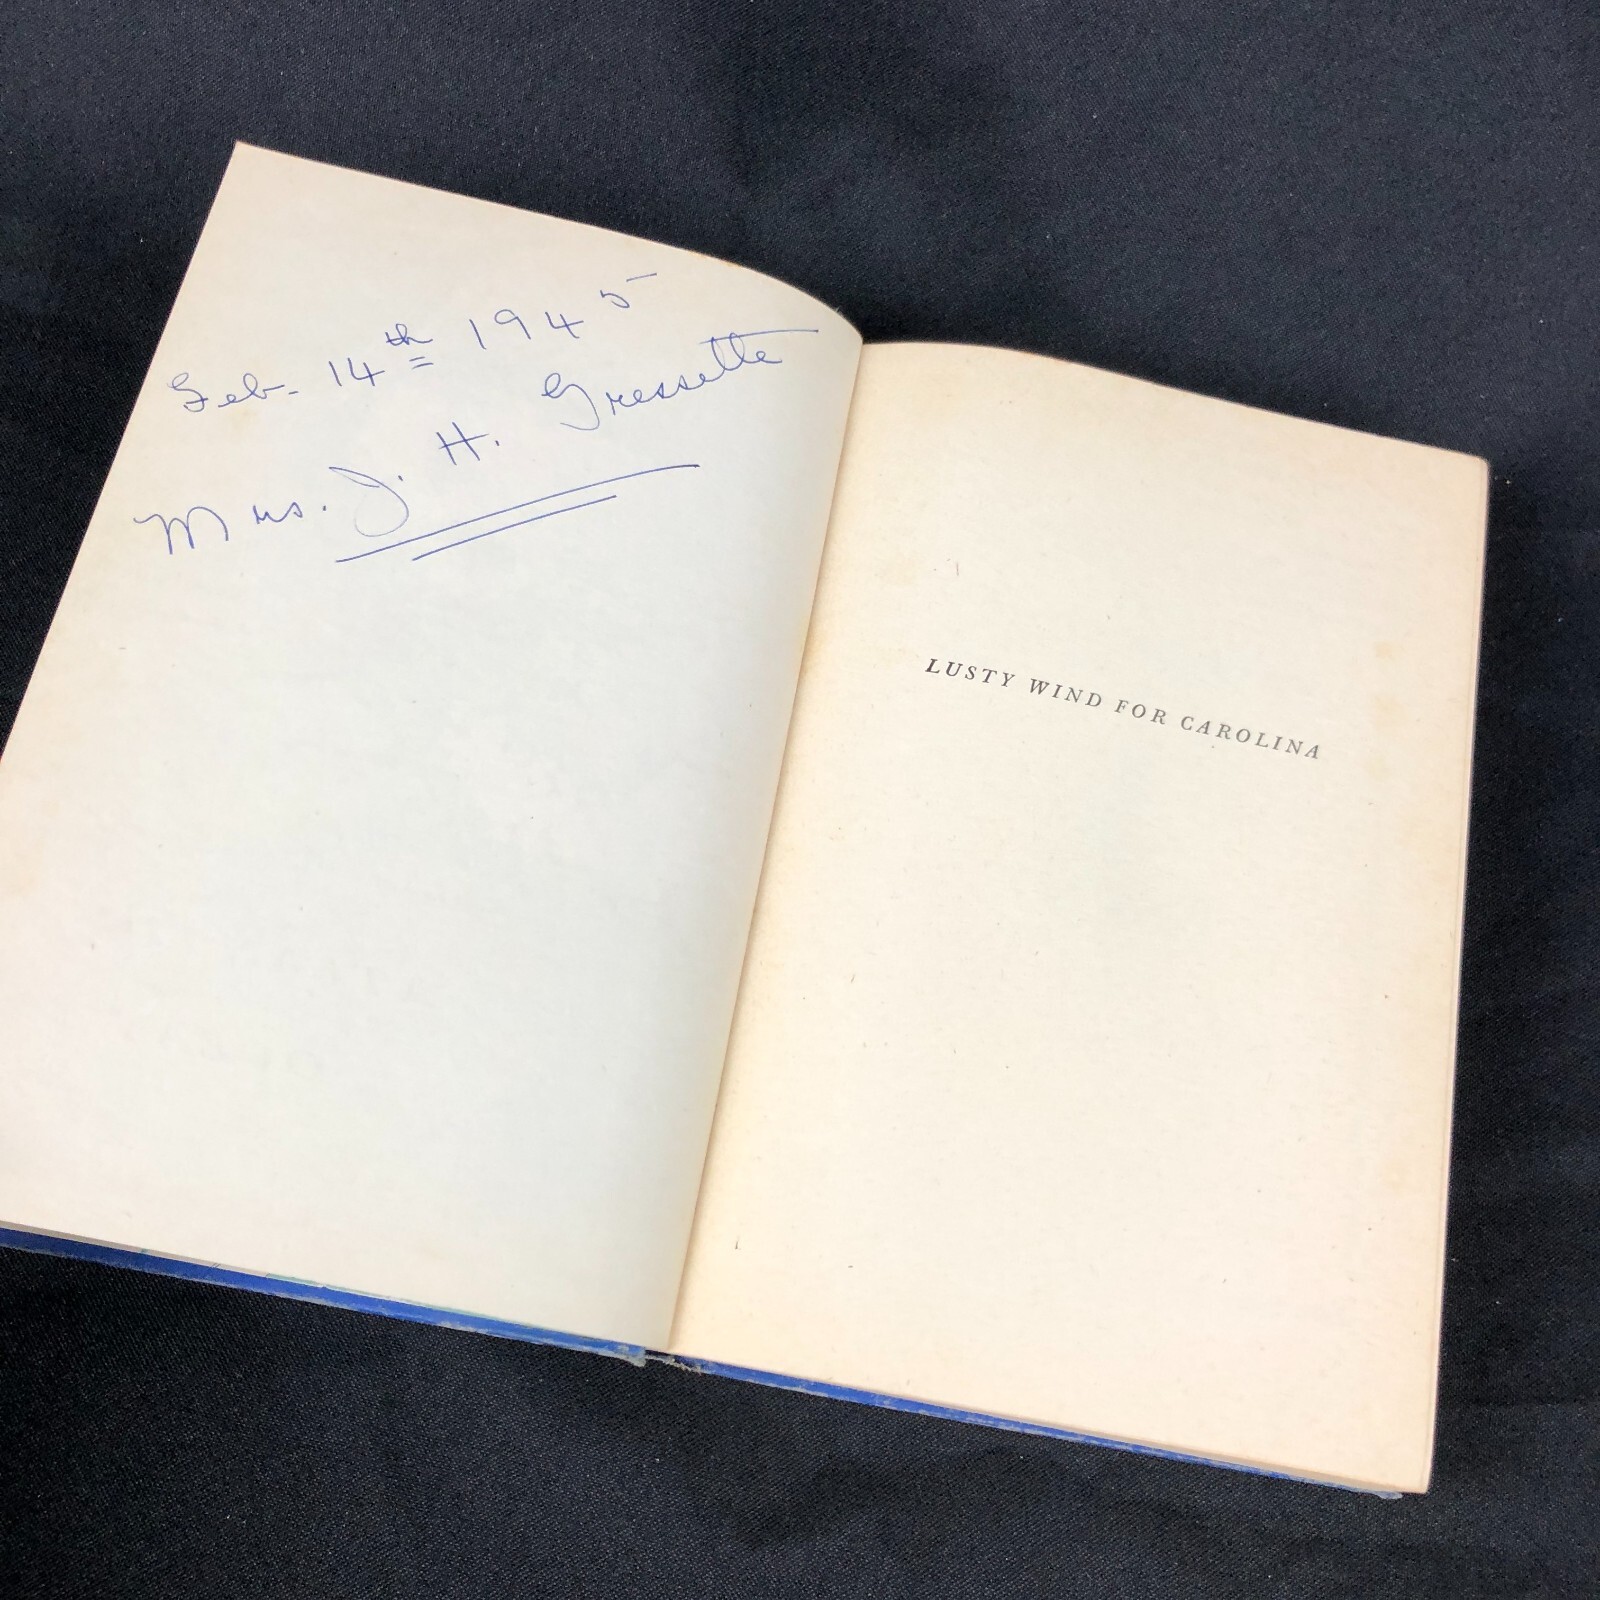 Feb. 14th 1945
Mrs. J. H. Gressette
LUSTY WIND FOR CAROLINA